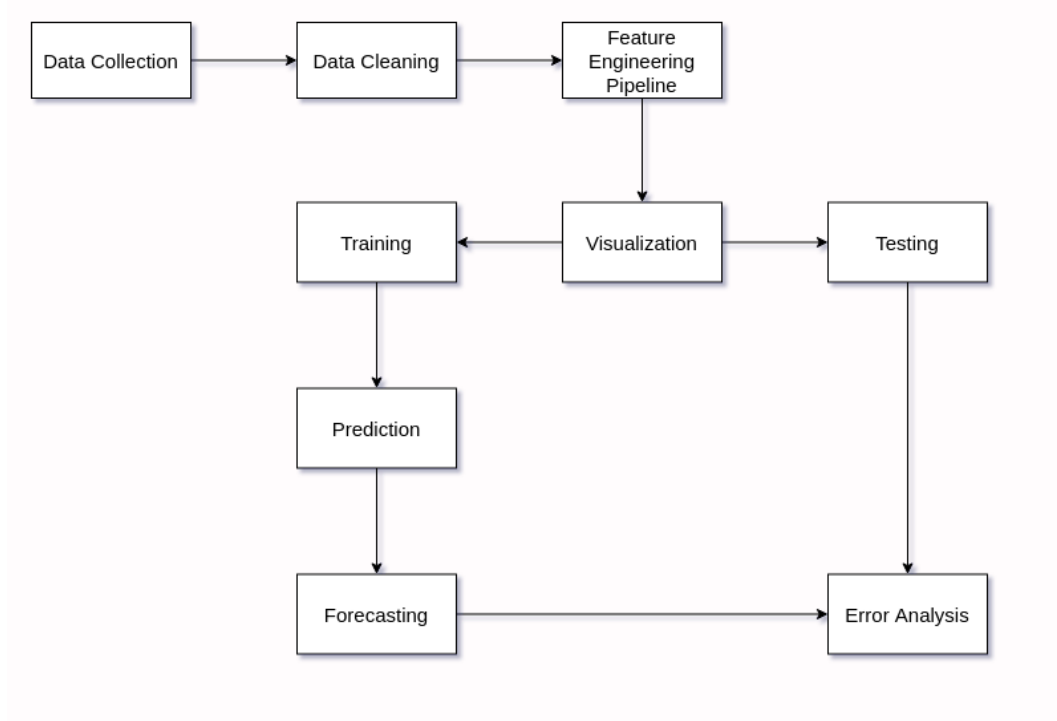 Data Collection
Data Cleaning
Feature
Engineering
Pipeline
Training
Visualization
Testing
Prediction
Forecasting
Error Analysis